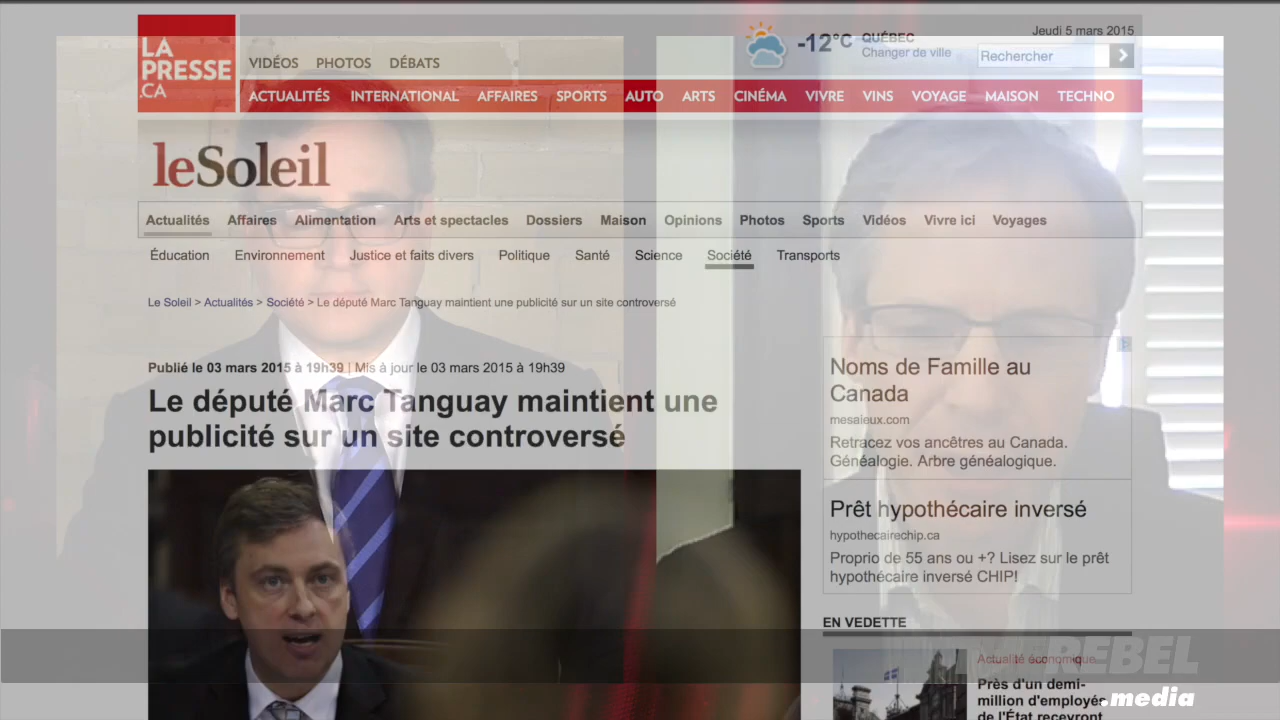 LA
PRESSE
.CA
VIDÉOS PHOTOS DÉBATS
-12°C QUÉBEC
Changer de ville
Jeudi 5 mars 2015
Rechercher
ACTUALITÉS INTERNATIONAL AFFAIRES SPORTS AUTO ARTS CINÉMA VIVRE VINS VOYAGE MAISON TECHNO
leSoleil
Actualités Affaires Alimentation Arts et spectacles Dossiers Maison Opinions Photos Sports Vidéos Vivre ici Voyages
Éducation Environnement Justice et faits divers Politique Santé Science Société Transports
Le Soleil > Actualités > Société > Le député Marc Tanguay maintient une publicité sur un site controversé
Publié le 03 mars 2015 à 19h39 | Mis à jour le 03 mars 2015 à 19h39
Le député Marc Tanguay maintient une
publicité sur un site controversé
Noms de Famille au
Canada
mesaieux.com
Retracez vos ancêtres au Canada.
Généalogie. Arbre généalogique.
Prêt hypothécaire inversé
hypothecairechip.ca
Proprio de 55 ans ou +? Lisez sur le prêt
hypothécaire inversé CHIP!
EN VEDETTE
Actualité économique
Près d'un demi-
million d'employés
de l'État recevront
REBEL
.media